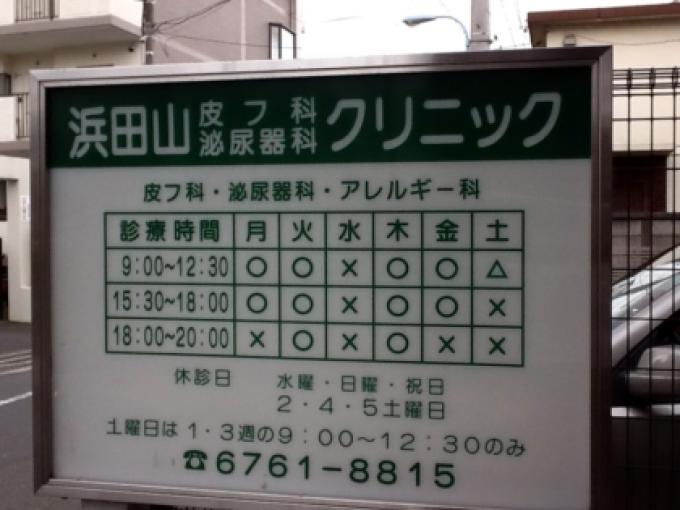 浜田山皮フ科泌尿器科クリニック
皮フ科・泌尿器科・アレルギー科
診療時間 月 火 水 木 金 土
9:00~12:30 ○ ○ × ○ ○ △
15:30~18:00 ○ ○ × ○ ○ ×
18:00~20:00 × ○ × ○ × ×
休診日 水曜・日曜・祝日
2・4・5土曜日
土曜日は1・3週の9:00~12:30のみ
☎6761-8815